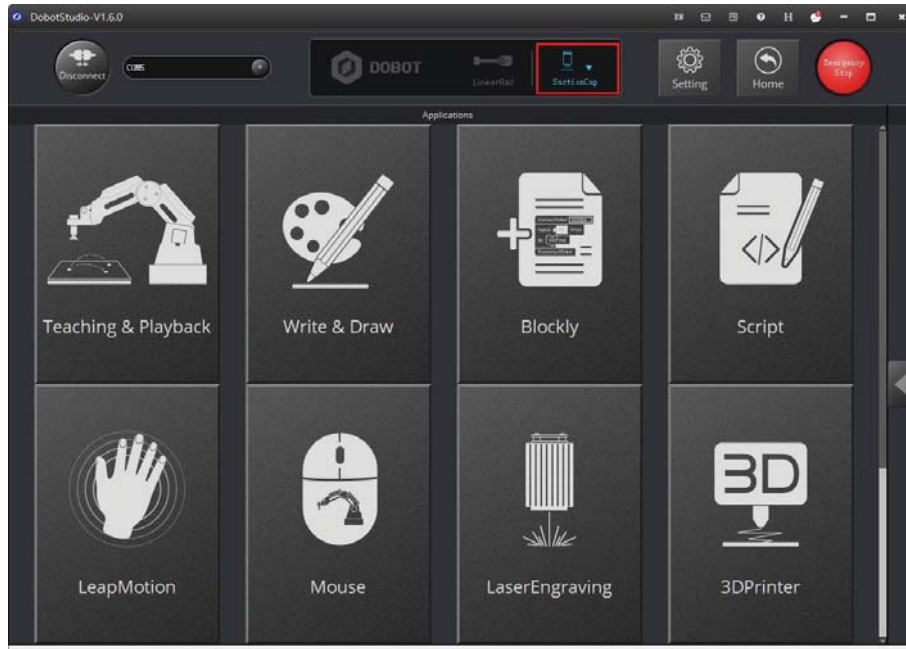 DobotStudio-V1.6.0
H
Disconnect
COM5
DOBOT
LinearRail
SuctionCup
Setting
Home
Emergency
Stop
Applications
Teaching & Playback
Write & Draw
Blockly
Script
LeapMotion
Mouse
3D
LaserEngraving
3DPrinter